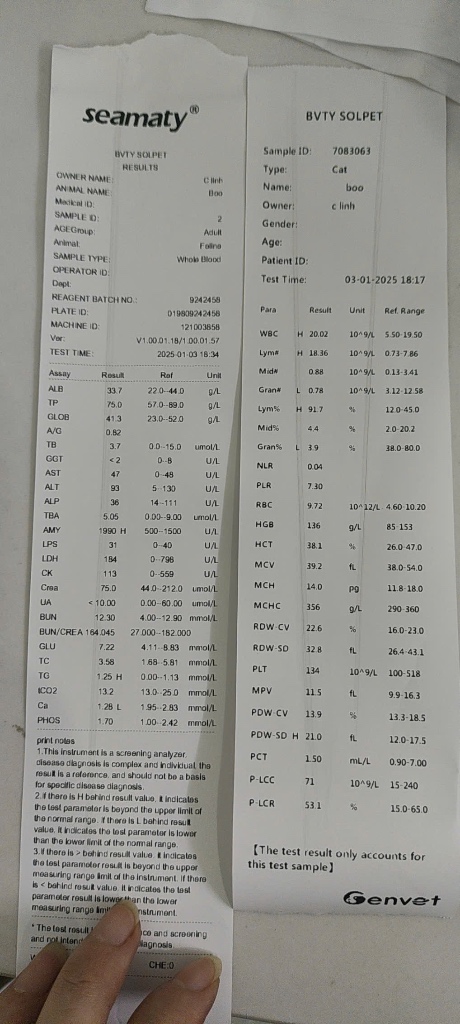 seamaty®
BVTY SOLPET
RESULTS
OWNER NAME: C linh
ANIMAL NAME: Boo
Medical ID:
SAMPLE ID: 2
AGEGroup: Adult
Animal: Feline
SAMPLE TYPE: Whole Blood
OPERATOR ID:
Dept:
REAGENT BATCH NO.: 9242458
PLATE ID: 019809242458
MACHINE ID: 121003858
Ver: V1.00.01.18/1.00.01.57
TEST TIME: 2025-01-03 18:34
Assay Result Ref Unit
ALB 33.7 22.0--44.0 g/L
TP 75.0 57.0--89.0 g/L
GLOB 41.3 23.0--52.0 g/L
A/G 0.82
TB 3.7 0.0--15.0 umol/L
GGT <2 0--8 U/L
AST 47 0--48 U/L
ALT 93 5--130 U/L
ALP 36 14--111 U/L
TBA 5.05 0.00--9.00 umol/L
AMY 1990 H 500--1500 U/L
LPS 31 0--40 U/L
LDH 184 0--798 U/L
CK 113 0--559 U/L
Crea 75.0 44.0--212.0 umol/L
UA <10.00 0.00--60.00 umol/L
BUN 12.30 4.00--12.90 mmol/L
BUN/CREA 164.045 27.000--182.000
GLU 7.22 4.11--8.83 mmol/L
TC 3.56 1.68--5.81 mmol/L
TG 1.25 H 0.00--1.13 mmol/L
tCO2 13.2 13.0--25.0 mmol/L
Ca 1.28 L 1.95--2.83 mmol/L
PHOS 1.70 1.00--2.42 mmol/L
print notes
1.This instrument is a screening analyzer,
disease diagnosis is complex and individual, the
result is a reference, and should not be a basis
for specific disease diagnosis.
2.if there is H behind result value, it indicates
the test parameter is beyond the upper limit of
the normal range. if there is L behind result
value, it indicates the test parameter is lower
than the lower limit of the normal range.
3.if there is > behind result value, it indicates
the test parameter result is beyond the upper
measuring range limit of the instrument. if there
is < behind result value, it indicates the test
parameter result is lower than the lower
measuring range instrument.
* The test result and screening
and not diagnosis
CHE:0
BVTY SOLPET
Sample ID: 7083063
Type: Cat
Name: boo
Owner: c linh
Gender:
Age:
Patient ID:
Test Time: 03-01-2025 18:17
Para Result Unit Ref. Range
WBC H 20.02 10^9/L 5.50-19.50
Lym# H 18.36 10^9/L 0.73-7.86
Mid# 0.88 10^9/L 0.13-3.41
Gran# L 0.78 10^9/L 3.12-12.58
Lym% H 91.7 % 12.0-45.0
Mid% 4.4 % 2.0-20.2
Gran% L 3.9 % 38.0-80.0
NLR 0.04
PLR 7.30
RBC 9.72 10^12/L 4.60-10.20
HGB 136 g/L 85-153
HCT 38.1 % 26.0-47.0
MCV 39.2 fL 38.0-54.0
MCH 14.0 pg 11.8-18.0
MCHC 356 g/L 290-360
RDW-CV 22.6 % 16.0-23.0
RDW-SD 32.8 fL 26.4-43.1
PLT 134 10^9/L 100-518
MPV 11.5 fL 9.9-16.3
PDW-CV 13.9 % 13.3-18.5
PDW-SD H 21.0 fL 12.0-17.5
PCT 1.50 mL/L 0.90-7.00
P-LCC 71 10^9/L 15-240
P-LCR 53.1 % 15.0-65.0
【The test result only accounts for
this test sample】
Genvet